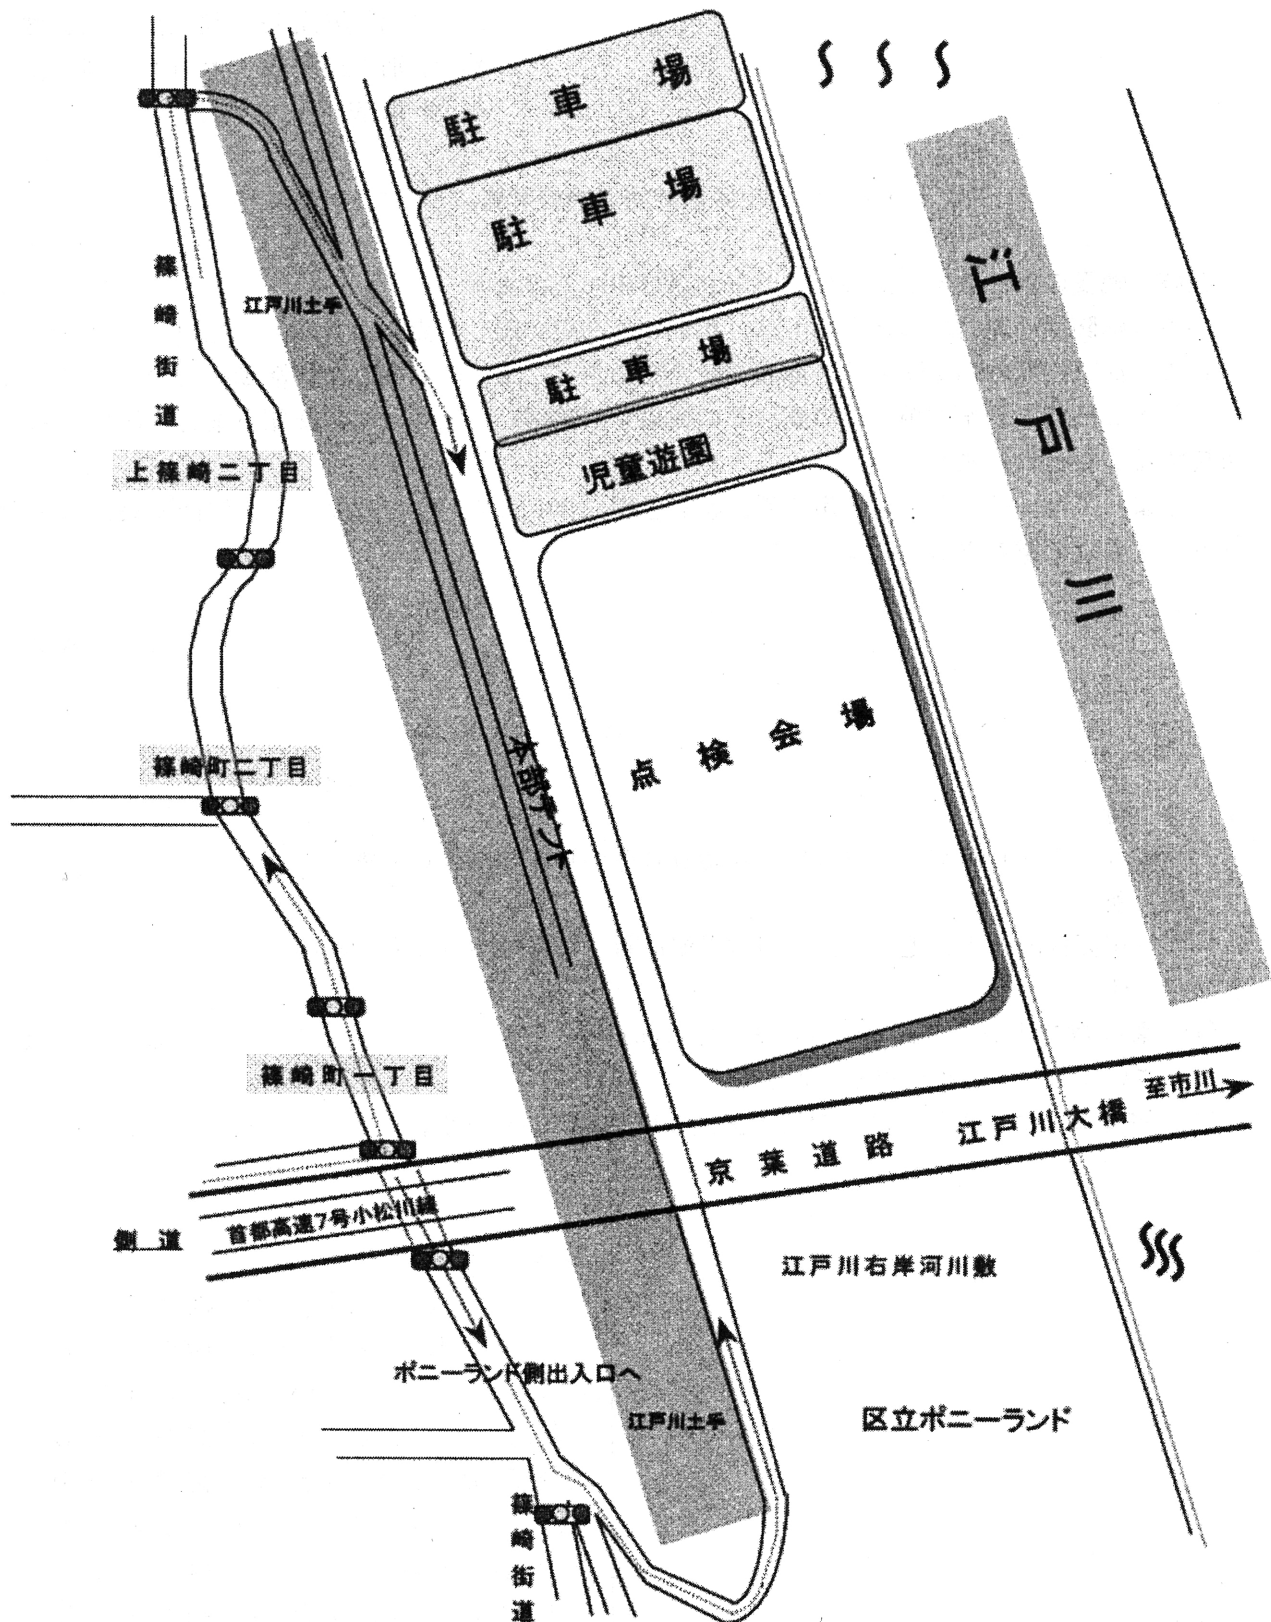 駐車場
駐車場
江戸川
篠崎街道
江戸川土手
駐車場
児童遊園
上篠崎二丁目
点検会場
本部テント
篠崎町二丁目
篠崎町一丁目
至市川
京葉道路 江戸川大橋
首都高速7号小松川線
側道
江戸川右岸河川敷
ポニーランド側出入口へ
江戸川土手
区立ポニーランド
篠崎街道